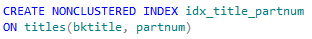 CREATE NONCLUSTERED INDEX idx_title_partnum
ON titles(bktitle, partnum)